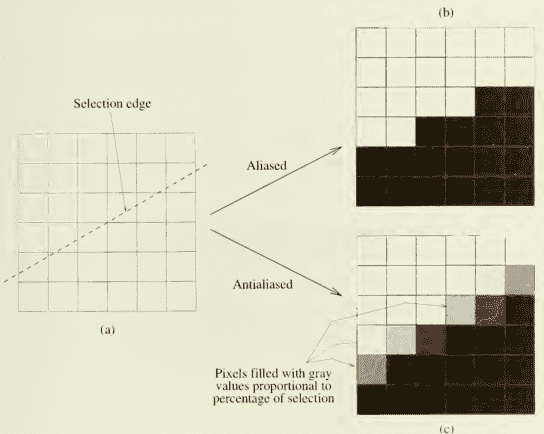 (b)
Selection edge
Aliased
Antialiased
(a)
Pixels filled with gray
values proportional to
percentage of selection
(c)